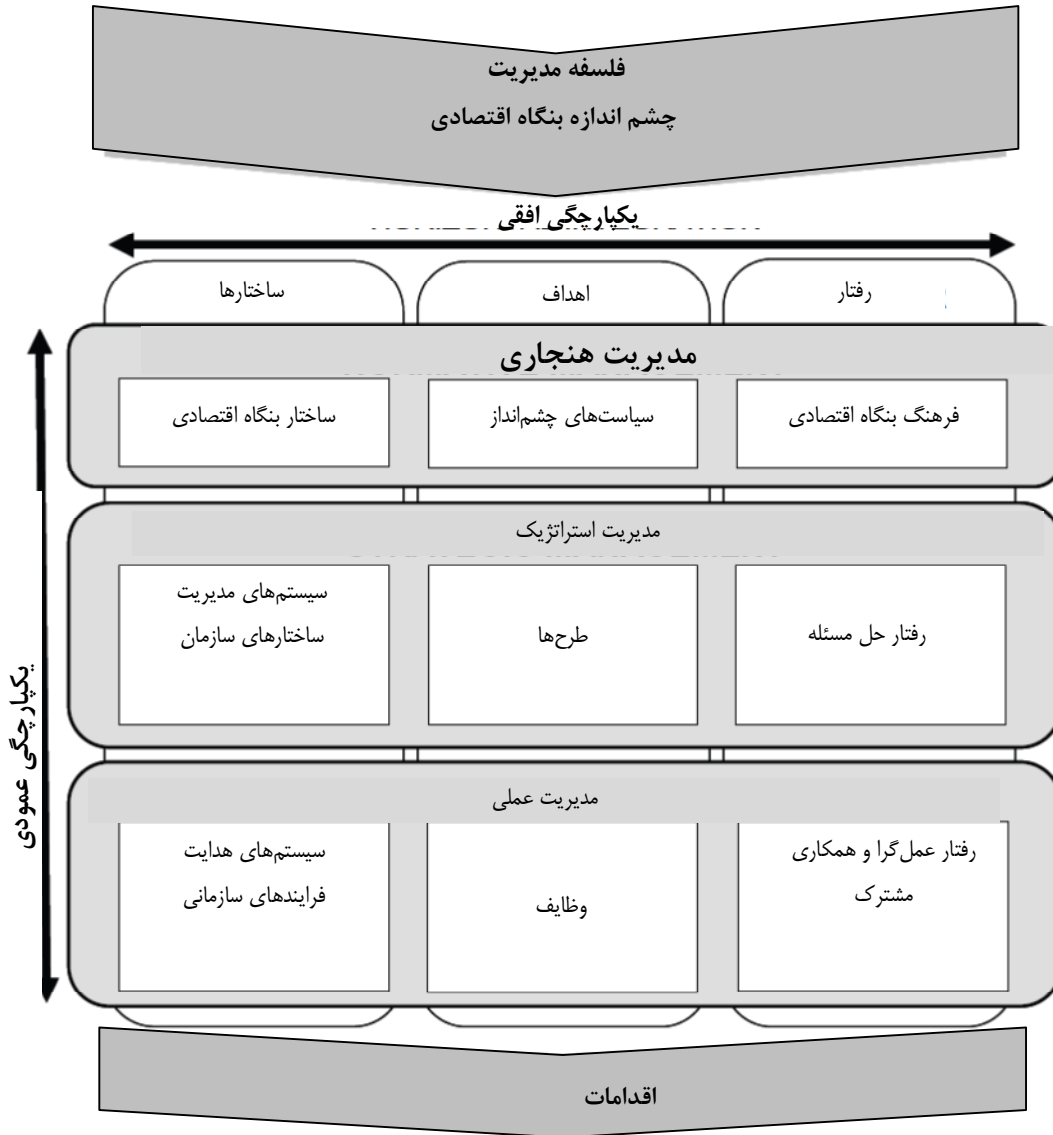 فلسفه مدیریت
چشم اندازه بنگاه اقتصادی
یکپارچگی افقی
رفتار
اهداف
ساختارها
مدیریت هنجاری
فرهنگ بنگاه اقتصادی
سیاست‌های چشم‌انداز
ساختار بنگاه اقتصادی
مدیریت استراتژیک
رفتار حل مسئله
طرح‌ها
سیستم‌های مدیریت
ساختارهای سازمان
مدیریت عملی
رفتار عمل‌گرا و همکاری
مشترک
وظایف
سیستم‌های هدایت
فرایندهای سازمانی
یکپارچگی عمودی
اقدامات